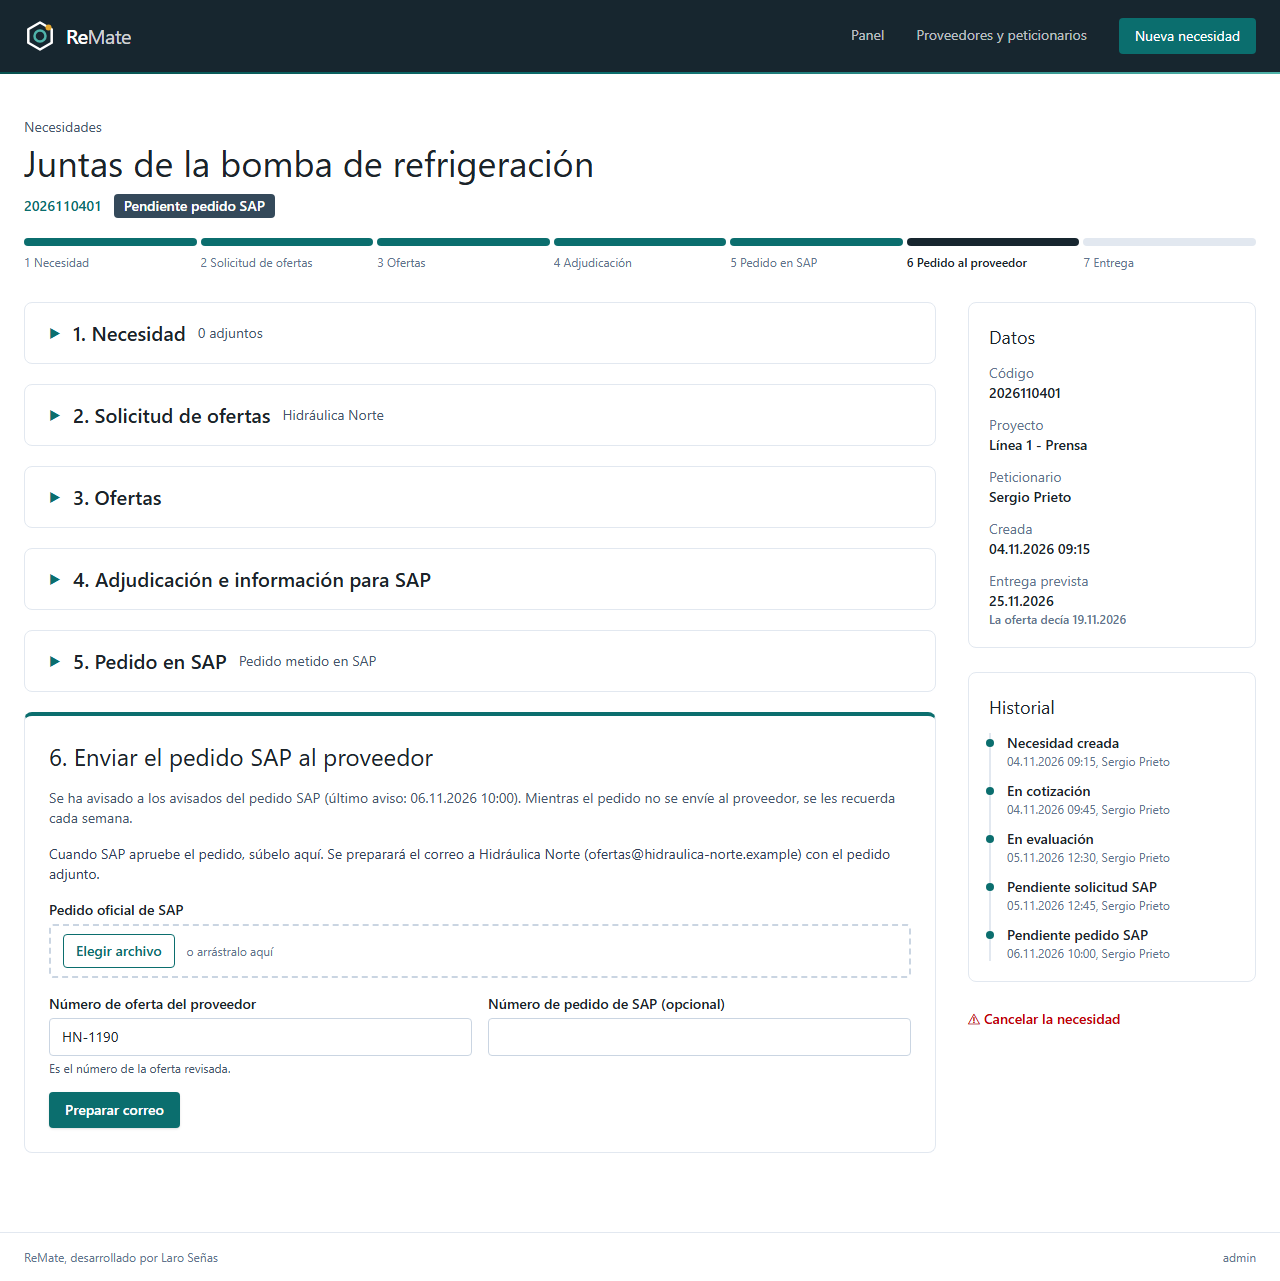 ReMate
Panel
Proveedores y peticionarios
Nueva necesidad
Necesidades
Juntas de la bomba de refrigeración
2026110401
Pendiente pedido SAP
1 Necesidad
2 Solicitud de ofertas
3 Ofertas
4 Adjudicación
5 Pedido en SAP
6 Pedido al proveedor
7 Entrega
1. Necesidad 0 adjuntos
2. Solicitud de ofertas Hidráulica Norte
3. Ofertas
4. Adjudicación e información para SAP
5. Pedido en SAP Pedido metido en SAP
6. Enviar el pedido SAP al proveedor
Se ha avisado a los avisados del pedido SAP (último aviso: 06.11.2026 10:00). Mientras el pedido no se envíe al proveedor, se les recuerda
cada semana.
Cuando SAP apruebe el pedido, súbelo aquí. Se preparará el correo a Hidráulica Norte (ofertas@hidraulica-norte.example) con el pedido
adjunto.
Pedido oficial de SAP
Elegir archivo
o arrástralo aquí
Número de oferta del proveedor
HN-1190
Es el número de la oferta revisada.
Número de pedido de SAP (opcional)
Preparar correo
Datos
Código
2026110401
Proyecto
Línea 1 - Prensa
Peticionario
Sergio Prieto
Creada
04.11.2026 09:15
Entrega prevista
25.11.2026
La oferta decía 19.11.2026
Historial
Necesidad creada
04.11.2026 09:15, Sergio Prieto
En cotización
04.11.2026 09:45, Sergio Prieto
En evaluación
05.11.2026 12:30, Sergio Prieto
Pendiente solicitud SAP
05.11.2026 12:45, Sergio Prieto
Pendiente pedido SAP
06.11.2026 10:00, Sergio Prieto
⚠ Cancelar la necesidad
ReMate, desarrollado por Laro Señas
admin